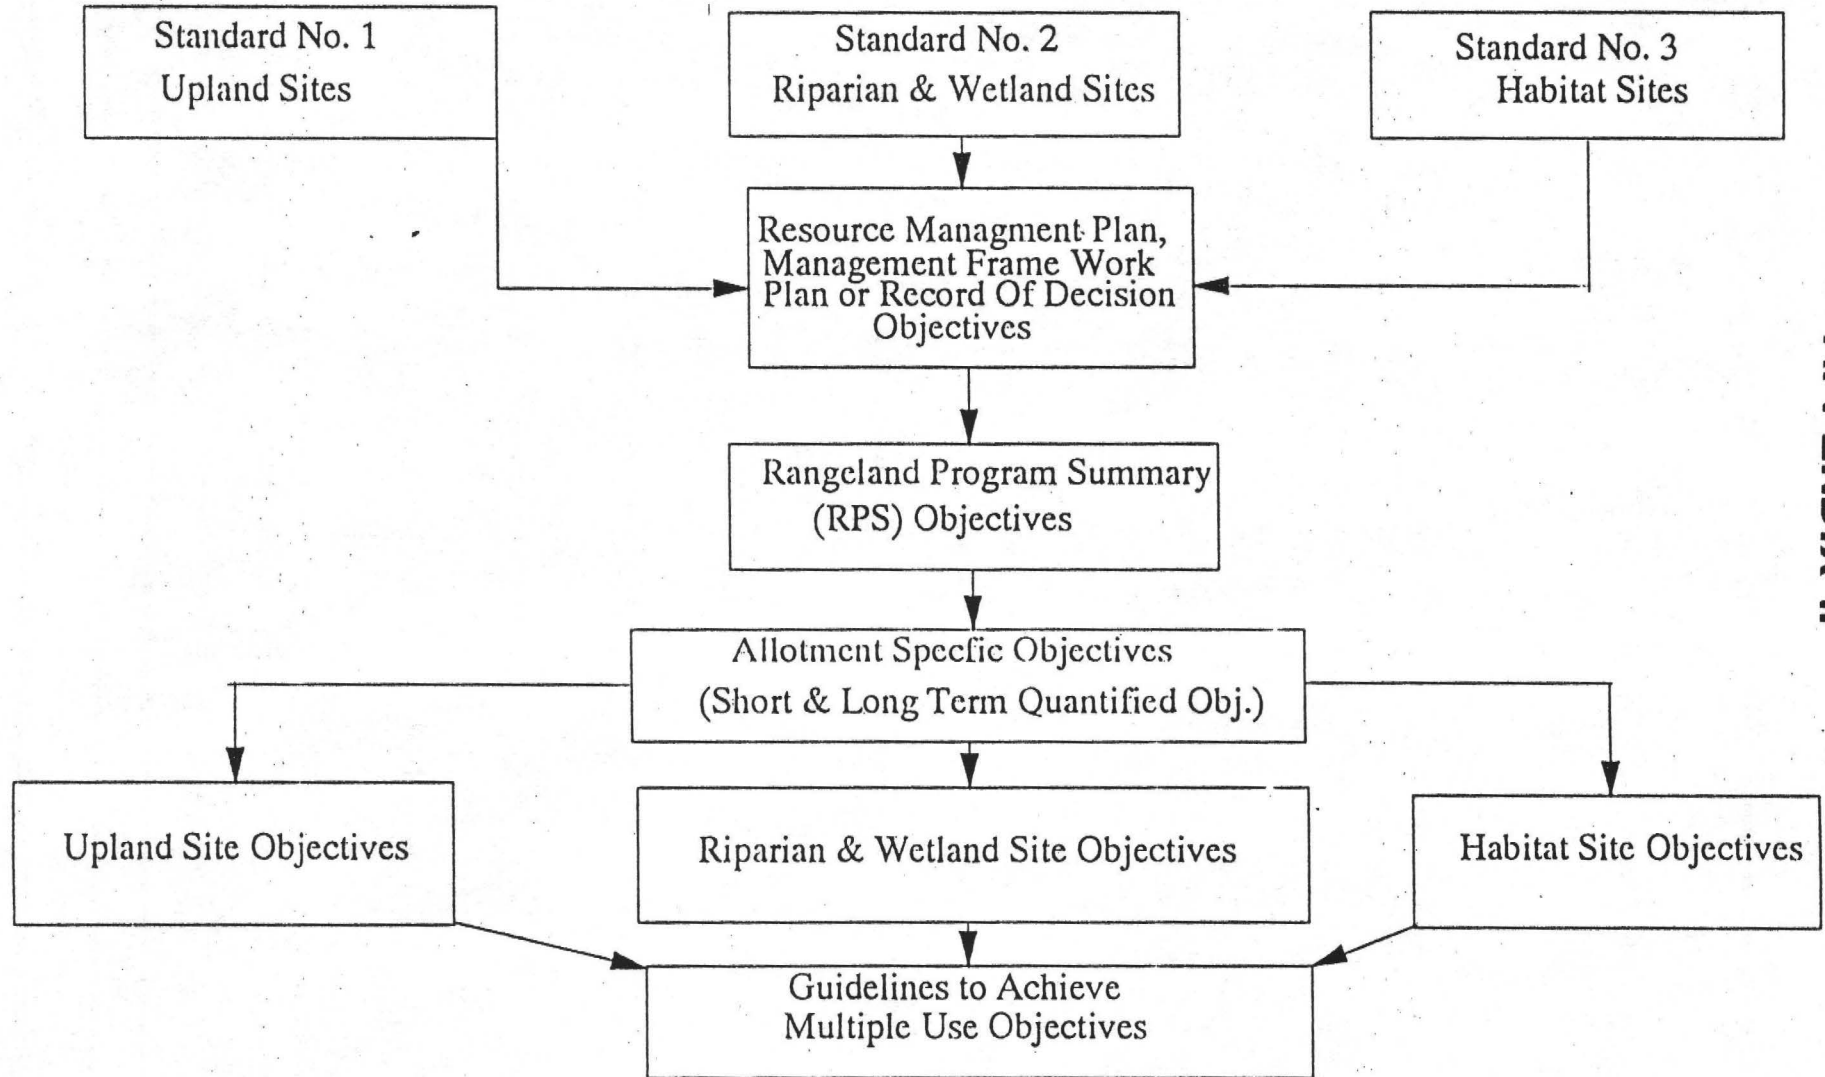 Standard No. 1
Upland Sites
Standard No. 2
Riparian & Wetland Sites
Standard No. 3
Habitat Sites
Resource Managment Plan,
Management Frame Work
Plan or Record Of Decision
Objectives
Rangeland Program Summary
(RPS) Objectives
Allotment Specfic Objectives
(Short & Long Term Quantified Obj.)
Upland Site Objectives
Riparian & Wetland Site Objectives
Habitat Site Objectives
Guidelines to Achieve
Multiple Use Objectives